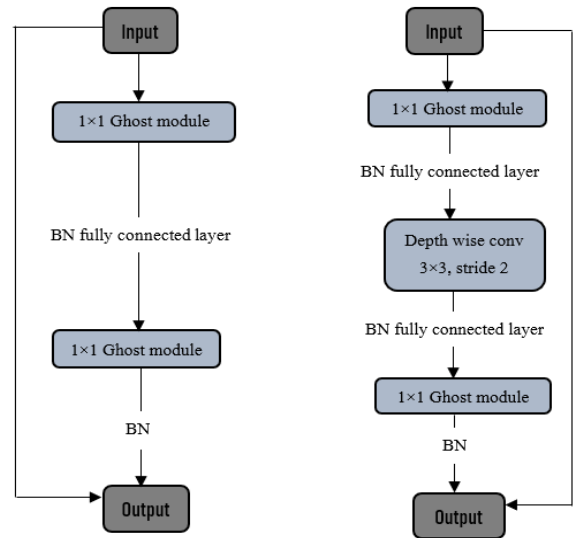 Input
1×1 Ghost module
BN fully connected layer
1×1 Ghost module
BN
Output
Input
1×1 Ghost module
BN fully connected layer
Depth wise conv
3×3, stride 2
BN fully connected layer
1×1 Ghost module
BN
Output